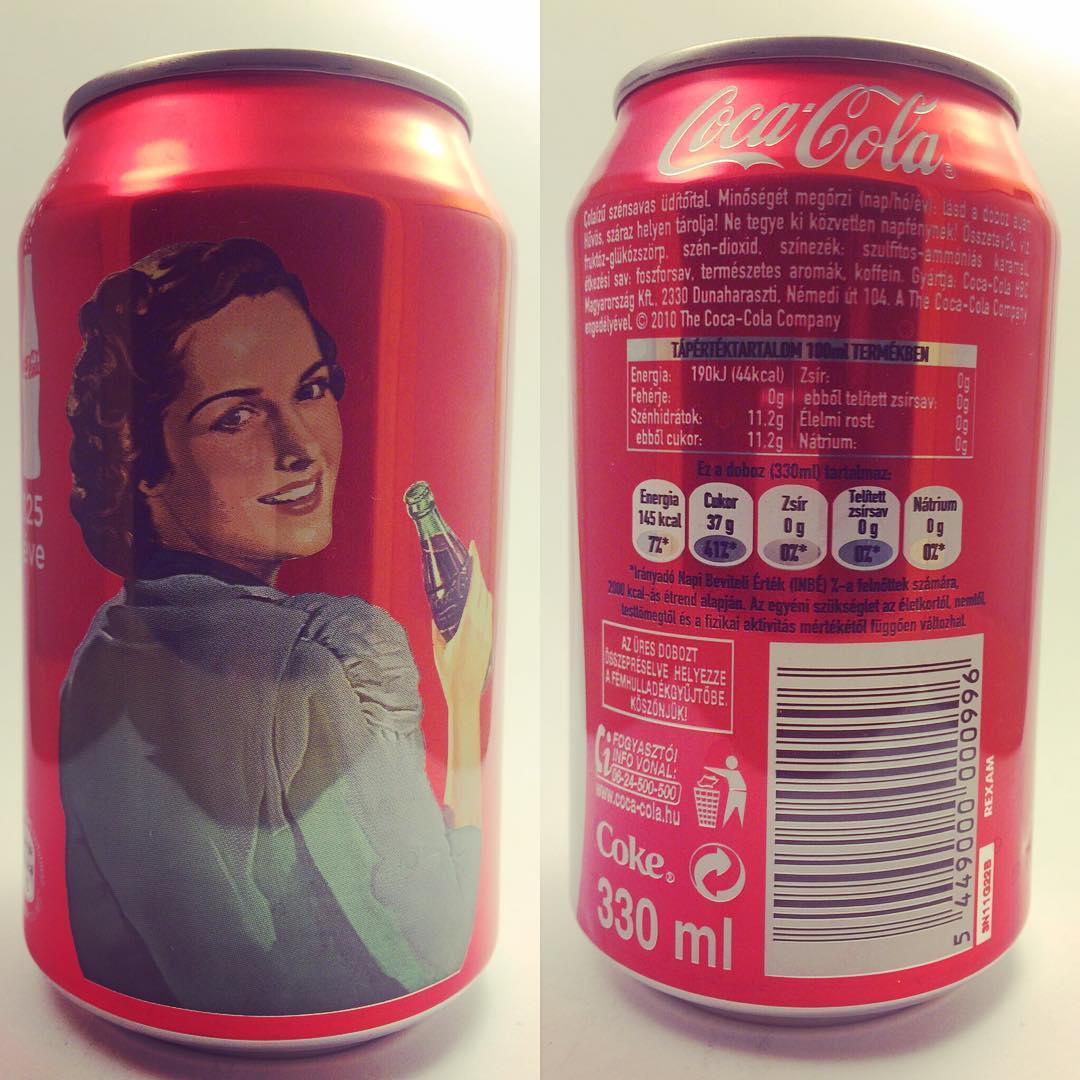 125
éve
Coca-Cola®
Colaízű szénsavas üdítőital. Minőségét megőrzi (nap/hó/év): lásd a doboz alján.
Hűvös, száraz helyen tárolja! Ne tegye ki közvetlen napfénynek! Összetevők: víz,
fruktóz-glükózszörp, szén-dioxid, színezék: szulfitos-ammóniás karamell,
étkezési sav: foszforsav, természetes aromák, koffein. Gyártja: Coca-Cola HBC
Magyarország Kft., 2330 Dunaharaszti, Némedi út 104. A The Coca-Cola Company
engedélyével. © 2010 The Coca-Cola Company
TÁPÉRTÉKTARTALOM 100ml TERMÉKBEN
Energia: 190kJ (44kcal) Zsír: 0g
Fehérje: 0g ebből telített zsírsav: 0g
Szénhidrátok: 11.2g Élelmi rost: 0g
ebből cukor: 11.2g Nátrium: 0g
Ez a doboz (330ml) tartalmaz:
Energia Cukor Zsír Telített zsírsav Nátrium
145 kcal 37 g 0 g 0 g 0 g
7%* 41%* 0%* 0%* 0%*
*Irányadó Napi Beviteli Érték (INBÉ) %-a felnőttek számára,
2000 kcal-ás étrend alapján. Az egyéni szükséglet az életkortól, nemtől,
testtömegtől és a fizikai aktivitás mértékétől függően változhat.
AZ ÜRES DOBOZT
ÖSSZEPRÉSELVE HELYEZZE
A FÉMHULLADÉKGYŰJTŐBE.
KÖSZÖNJÜK!
FOGYASZTÓI
INFO VONAL:
06-24-500-500
www.coca-cola.hu
Coke®
330 ml
5 449000 000996
REXAM